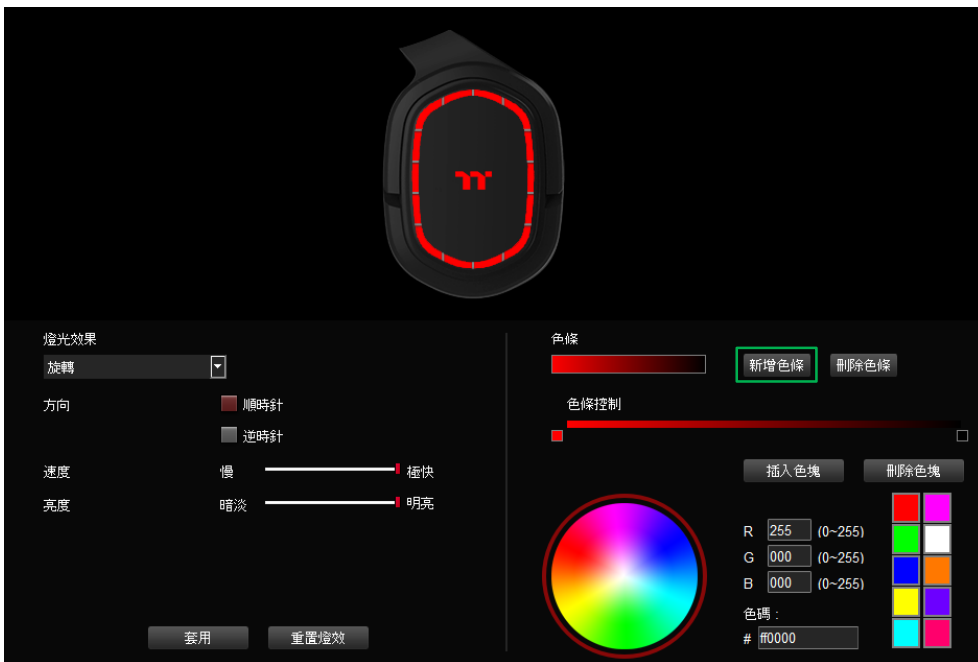 燈光效果
旋轉
方向
順時針
逆時針
速度 慢 極快
亮度 暗淡 明亮
套用 重置燈效
色條
新增色條 刪除色條
色條控制
插入色塊 刪除色塊
R 255 (0~255)
G 000 (0~255)
B 000 (0~255)
色碼：
# ff0000